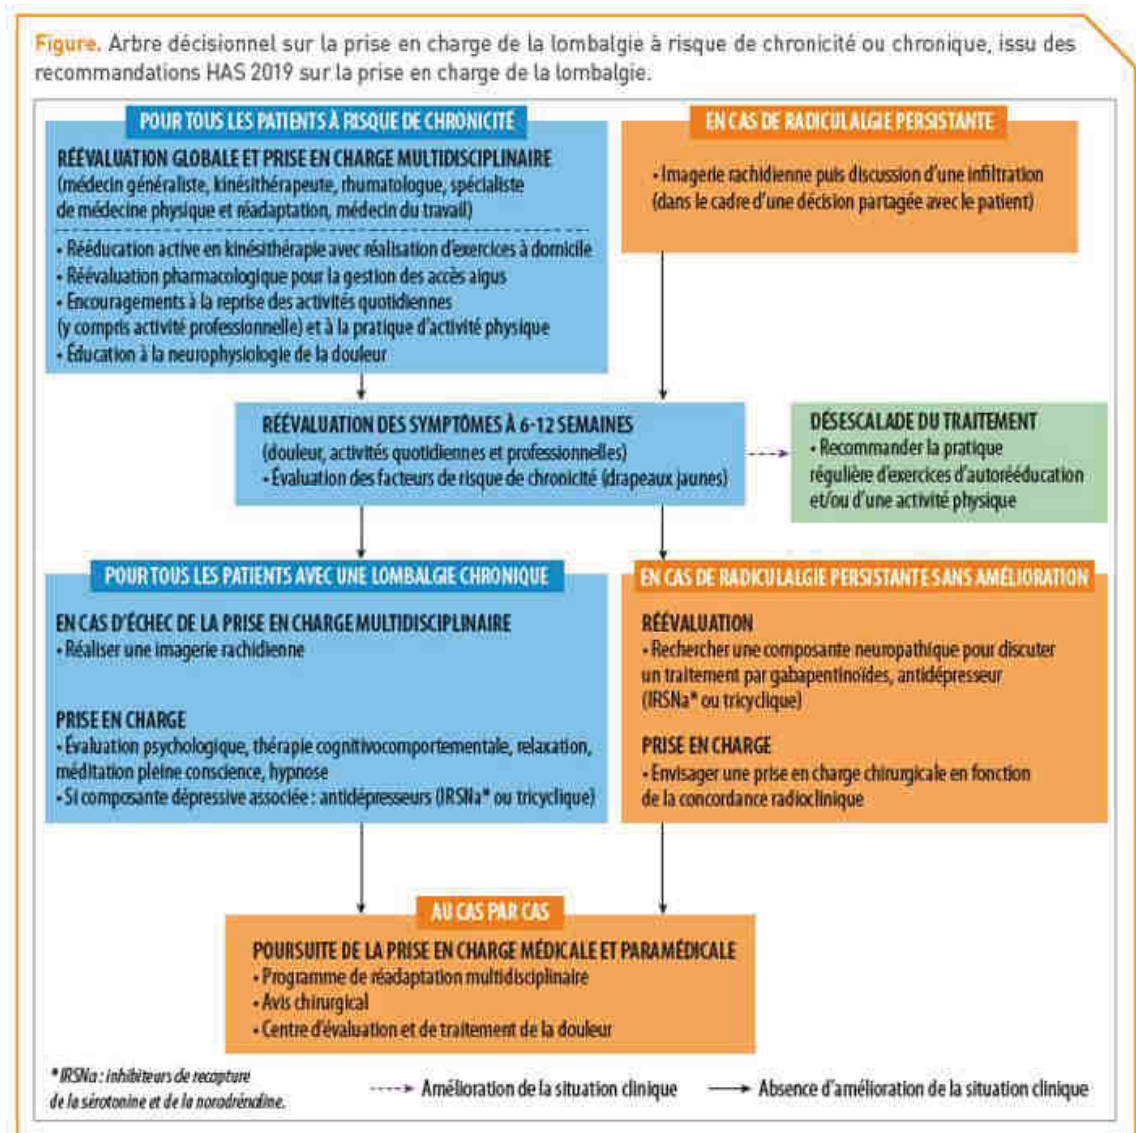 Figure. Arbre décisionnel sur la prise en charge de la lombalgie à risque de chronicité ou chronique, issu des
recommandations HAS 2019 sur la prise en charge de la lombalgie.
POUR TOUS LES PATIENTS À RISQUE DE CHRONICITÉ
RÉÉVALUATION GLOBALE ET PRISE EN CHARGE MULTIDISCIPLINAIRE
(médecin généraliste, kinésithérapeute, rhumatologue, spécialiste
de médecine physique et réadaptation, médecin du travail)
• Rééducation active en kinésithérapie avec réalisation d'exercices à domicile
• Réévaluation pharmacologique pour la gestion des accès aigus
• Encouragements à la reprise des activités quotidiennes
(y compris activité professionnelle) et à la pratique d'activité physique
• Éducation à la neurophysiologie de la douleur
EN CAS DE RADICULALGIE PERSISTANTE
• Imagerie rachidienne puis discussion d'une infiltration
(dans le cadre d'une décision partagée avec le patient)
RÉÉVALUATION DES SYMPTÔMES À 6-12 SEMAINES
(douleur, activités quotidiennes et professionnelles)
• Évaluation des facteurs de risque de chronicité (drapeaux jaunes)
DÉSESCALADE DU TRAITEMENT
• Recommander la pratique
régulière d'exercices d'autorééducation
et/ou d'une activité physique
POUR TOUS LES PATIENTS AVEC UNE LOMBALGIE CHRONIQUE
EN CAS D'ÉCHEC DE LA PRISE EN CHARGE MULTIDISCIPLINAIRE
• Réaliser une imagerie rachidienne
PRISE EN CHARGE
• Évaluation psychologique, thérapie cognitivocomportementale, relaxation,
méditation pleine conscience, hypnose
• Si composante dépressive associée : antidépresseurs (IRSNa* ou tricyclique)
EN CAS DE RADICULALGIE PERSISTANTE SANS AMÉLIORATION
RÉÉVALUATION
• Rechercher une composante neuropathique pour discuter
un traitement par gabapentinoïdes, antidépresseur
(IRSNa* ou tricyclique)
PRISE EN CHARGE
• Envisager une prise en charge chirurgicale en fonction
de la concordance radioclinique
AU CAS PAR CAS
POURSUITE DE LA PRISE EN CHARGE MÉDICALE ET PARAMÉDICALE
• Programme de réadaptation multidisciplinaire
• Avis chirurgical
• Centre d'évaluation et de traitement de la douleur
* IRSNa : inhibiteurs de recapture
de la sérotonine et de la noradrénaline.
Amélioration de la situation clinique
Absence d'amélioration de la situation clinique